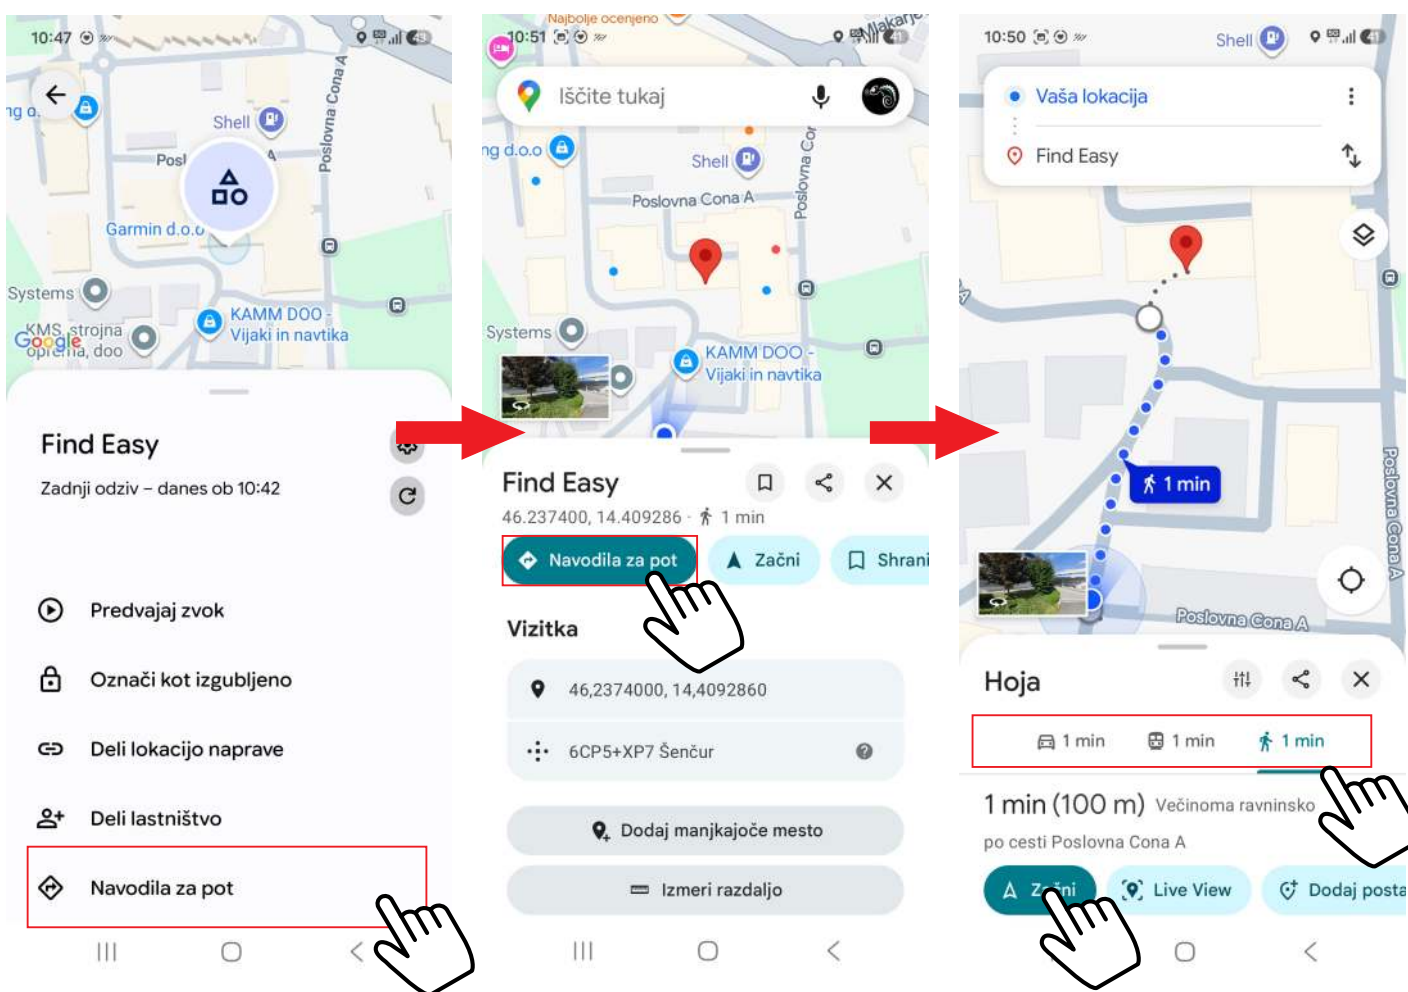 10:47
43
ng d.
Shell
Posl
A
Poslovna Cona A
Garmin d.o.o
Systems
KAMM DOO -
Vijaki in navtika
KMS, strojna
oprema, doo
Google
Find Easy
Zadnji odziv – danes ob 10:42
Predvajaj zvok
Označi kot izgubljeno
Deli lokacijo naprave
Deli lastništvo
Navodila za pot
Najbolje ocenjeno
Mlakarje
10:51
41
Iščite tukaj
ng d.o.o
Shell
Poslovna Cona A
Poslovna Cor
Systems
KAMM DOO -
Vijaki in navtika
Find Easy
46.237400, 14.409286 · 1 min
Navodila za pot
Začni
Shrani
Vizitka
46,2374000, 14,4092860
6CP5+XP7 Šenčur
Dodaj manjkajoče mesto
Izmeri razdaljo
10:50
Shell
41
Vaša lokacija
Find Easy
1 min
Poslovna Cona A
Poslovna Cona A
Hoja
1 min
1 min
1 min
1 min (100 m) Večinoma ravninsko
po cesti Poslovna Cona A
Začni
Live View
Dodaj posta